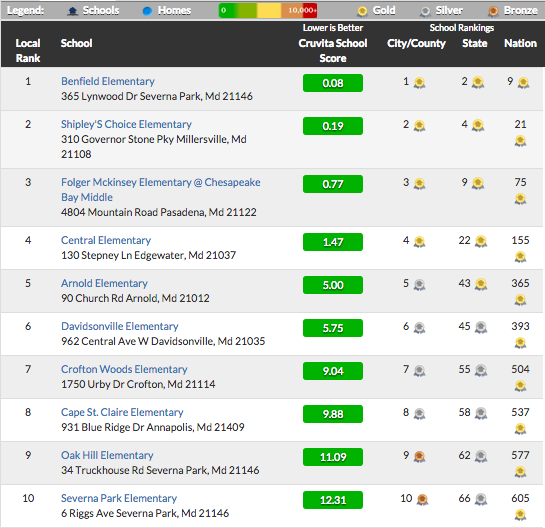 Legend: Schools Homes 0 10,000+ Gold Silver Bronze
Lower is Better School Rankings
Local Rank School Cruvita School Score City/County State Nation
1 Benfield Elementary 0.08 1 2 9
365 Lynwood Dr Severna Park, Md 21146
2 Shipley'S Choice Elementary 0.19 2 4 21
310 Governor Stone Pky Millersville, Md
21108
3 Folger Mckinsey Elementary @ Chesapeake 0.77 3 9 75
Bay Middle
4804 Mountain Road Pasadena, Md 21122
4 Central Elementary 1.47 4 22 155
130 Stepney Ln Edgewater, Md 21037
5 Arnold Elementary 5.00 5 43 365
90 Church Rd Arnold, Md 21012
6 Davidsonville Elementary 5.75 6 45 393
962 Central Ave W Davidsonville, Md 21035
7 Crofton Woods Elementary 9.04 7 55 504
1750 Urby Dr Crofton, Md 21114
8 Cape St. Claire Elementary 9.88 8 58 537
931 Blue Ridge Dr Annapolis, Md 21409
9 Oak Hill Elementary 11.09 9 62 577
34 Truckhouse Rd Severna Park, Md 21146
10 Severna Park Elementary 12.31 10 66 605
6 Riggs Ave Severna Park, Md 21146